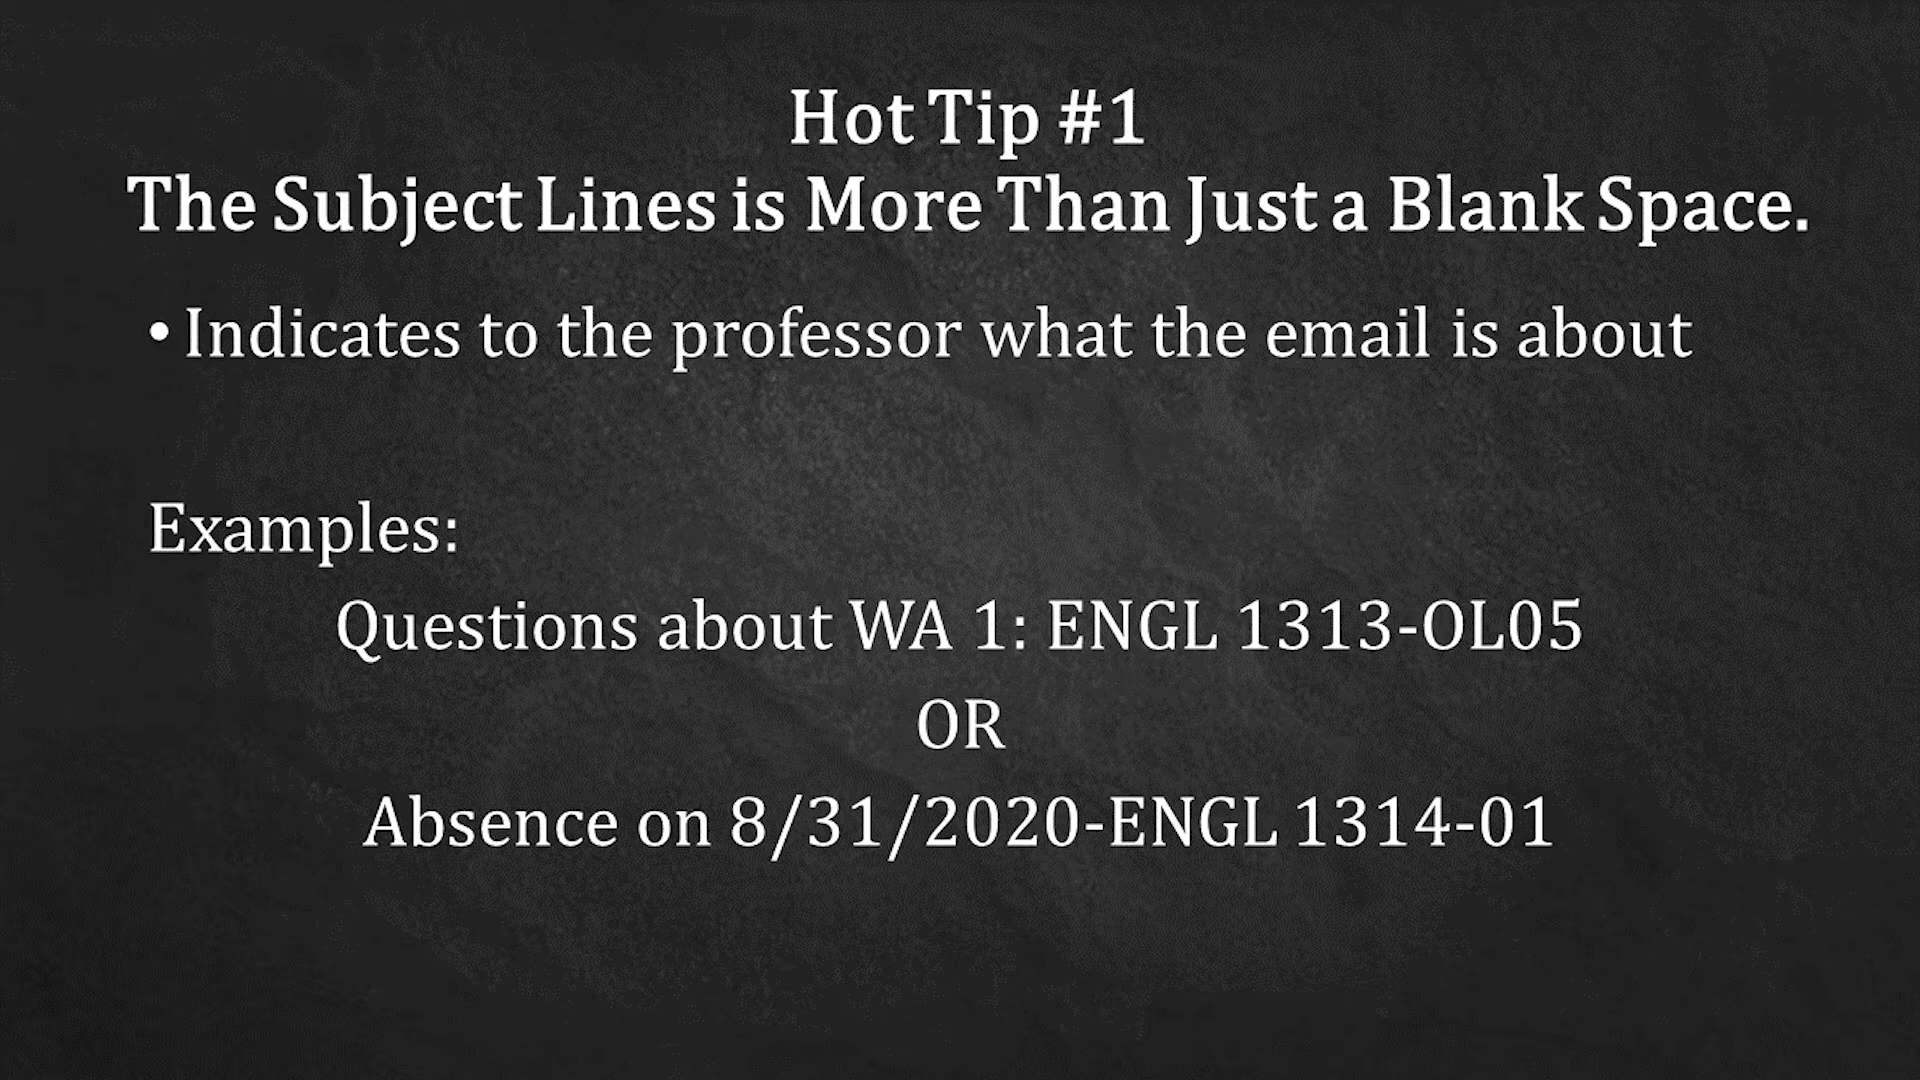 Hot Tip #1
The Subject Lines is More Than Just a Blank Space.
• Indicates to the professor what the email is about
Examples:
Questions about WA 1: ENGL 1313-OL05
OR
Absence on 8/31/2020-ENGL 1314-01